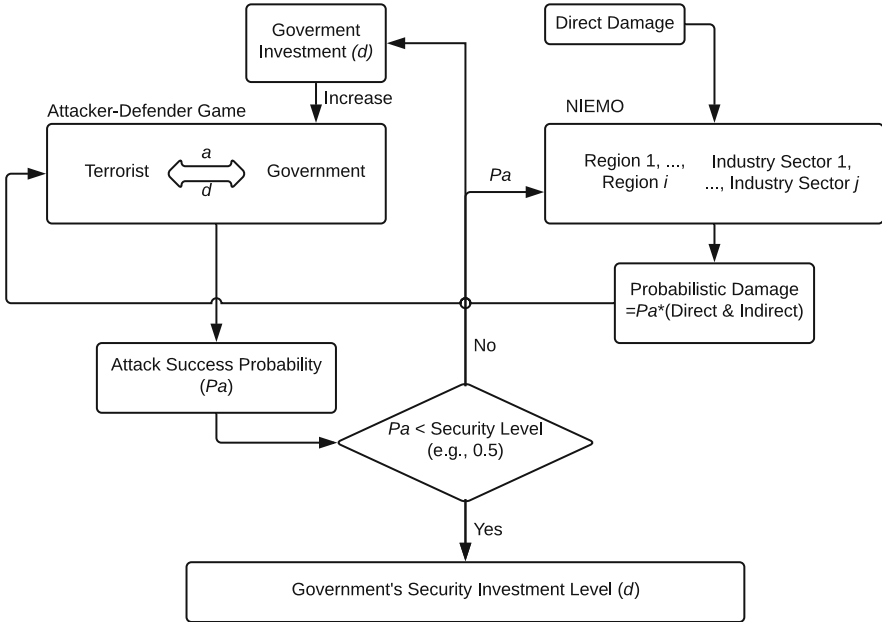 Goverment
Investment (d)
Direct Damage
Increase
Attacker-Defender Game
NIEMO
Terrorist
a
d
Government
Pa
Region 1, ...,
Region i
Industry Sector 1,
..., Industry Sector j
Probabilistic Damage
=Pa*(Direct & Indirect)
No
Attack Success Probability
(Pa)
Pa < Security Level
(e.g., 0.5)
Yes
Government's Security Investment Level (d)